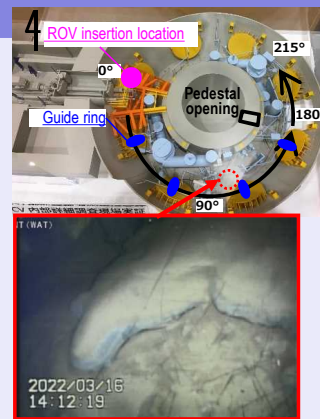 4
ROV insertion location
0°
215°
Pedestal
opening
Guide ring
180
90°
NT(WAT)
2022/03/16
14:12:19